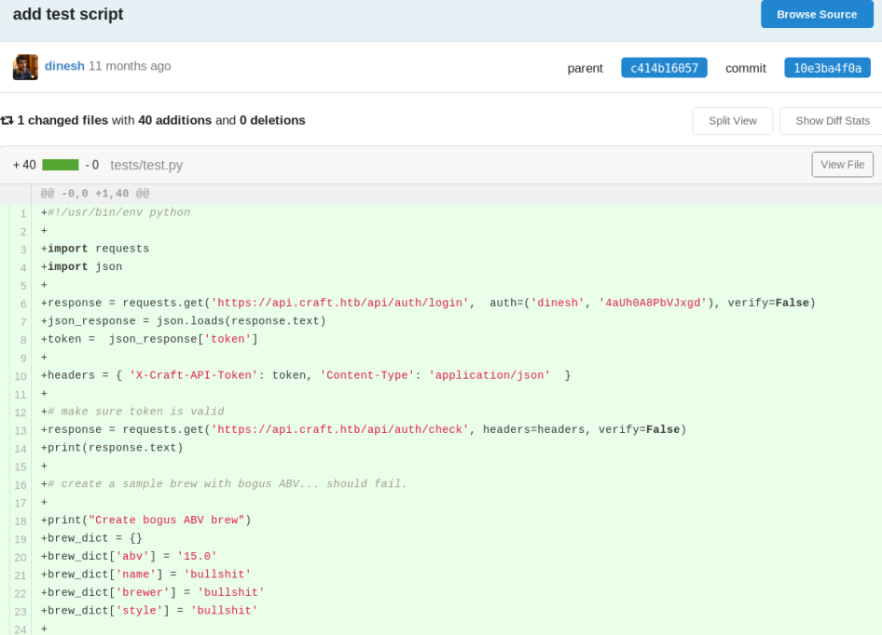 add test script
Browse Source
dinesh 11 months ago
parent c414b16057 commit 10e3ba4f0a
1 changed files with 40 additions and 0 deletions
Split View
Show Diff Stats
+ 40 - 0 tests/test.py
View File
@@ -0,0 +1,40 @@
1 +#!/usr/bin/env python
2 +
3 +import requests
4 +import json
5 +
6 +response = requests.get('https://api.craft.htb/api/auth/login',  auth=('dinesh', '4aUh0A8PbVJxgd'), verify=False)
7 +json_response = json.loads(response.text)
8 +token =  json_response['token']
9 +
10 +headers = { 'X-Craft-API-Token': token, 'Content-Type': 'application/json'  }
11 +
12 +# make sure token is valid
13 +response = requests.get('https://api.craft.htb/api/auth/check', headers=headers, verify=False)
14 +print(response.text)
15 +
16 +# create a sample brew with bogus ABV... should fail.
17 +
18 +print("Create bogus ABV brew")
19 +brew_dict = {}
20 +brew_dict['abv'] = '15.0'
21 +brew_dict['name'] = 'bullshit'
22 +brew_dict['brewer'] = 'bullshit'
23 +brew_dict['style'] = 'bullshit'
24 +